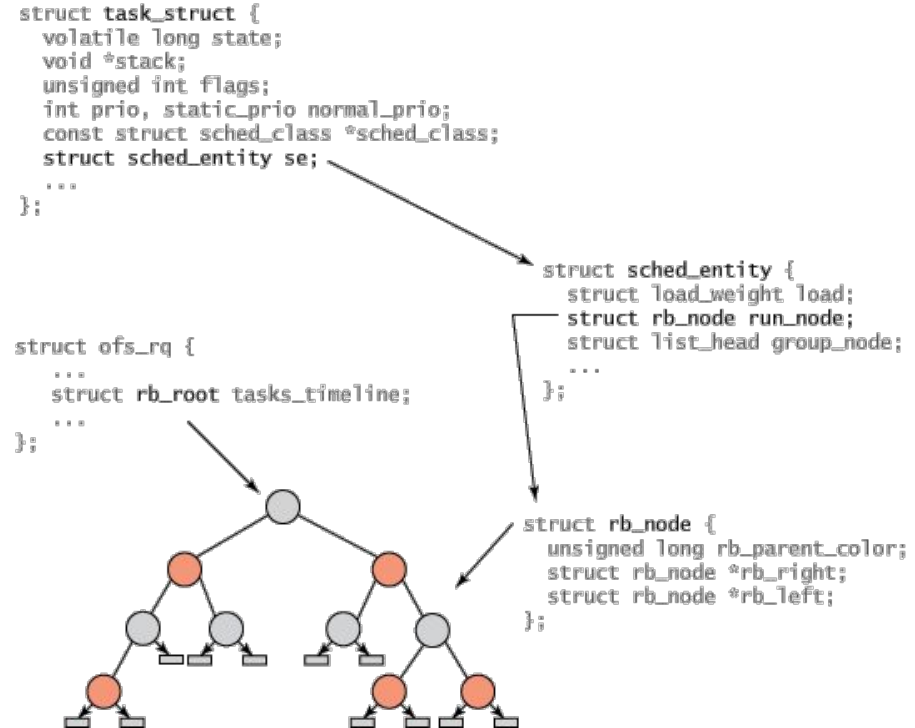 struct task_struct {
volatile long state;
void *stack;
unsigned int flags;
int prio, static_prio normal_prio;
const struct sched_class *sched_class;
struct sched_entity se;
...
};
struct sched_entity {
struct load_weight load;
struct rb_node run_node;
struct list_head group_node;
...
};
struct ofs_rq {
...
struct rb_root tasks_timeline;
...
};
struct rb_node {
unsigned long rb_parent_color;
struct rb_node *rb_right;
struct rb_node *rb_left;
};